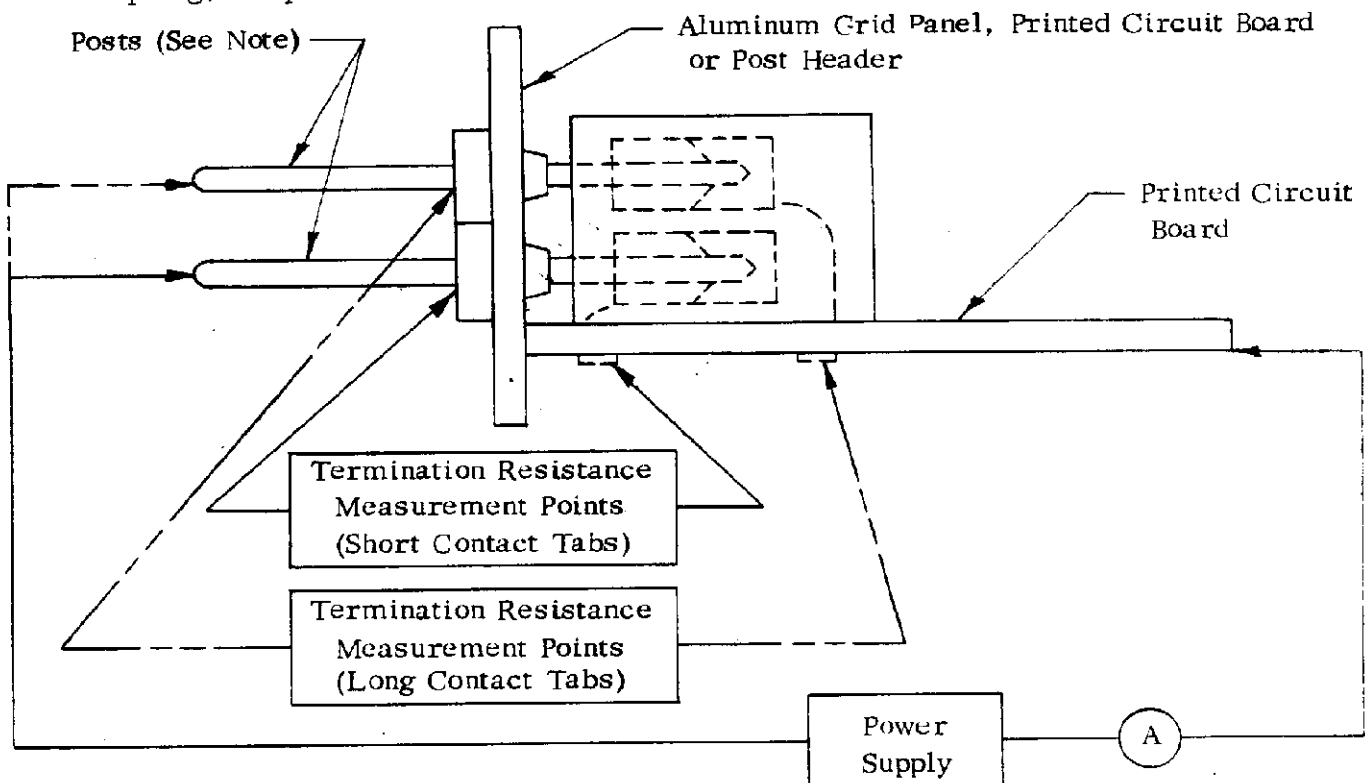 Posts (See Note)
Aluminum Grid Panel, Printed Circuit Board
or Post Header
Printed Circuit
Board
Termination Resistance
Measurement Points
(Short Contact Tabs)
Termination Resistance
Measurement Points
(Long Contact Tabs)
Power
Supply
A